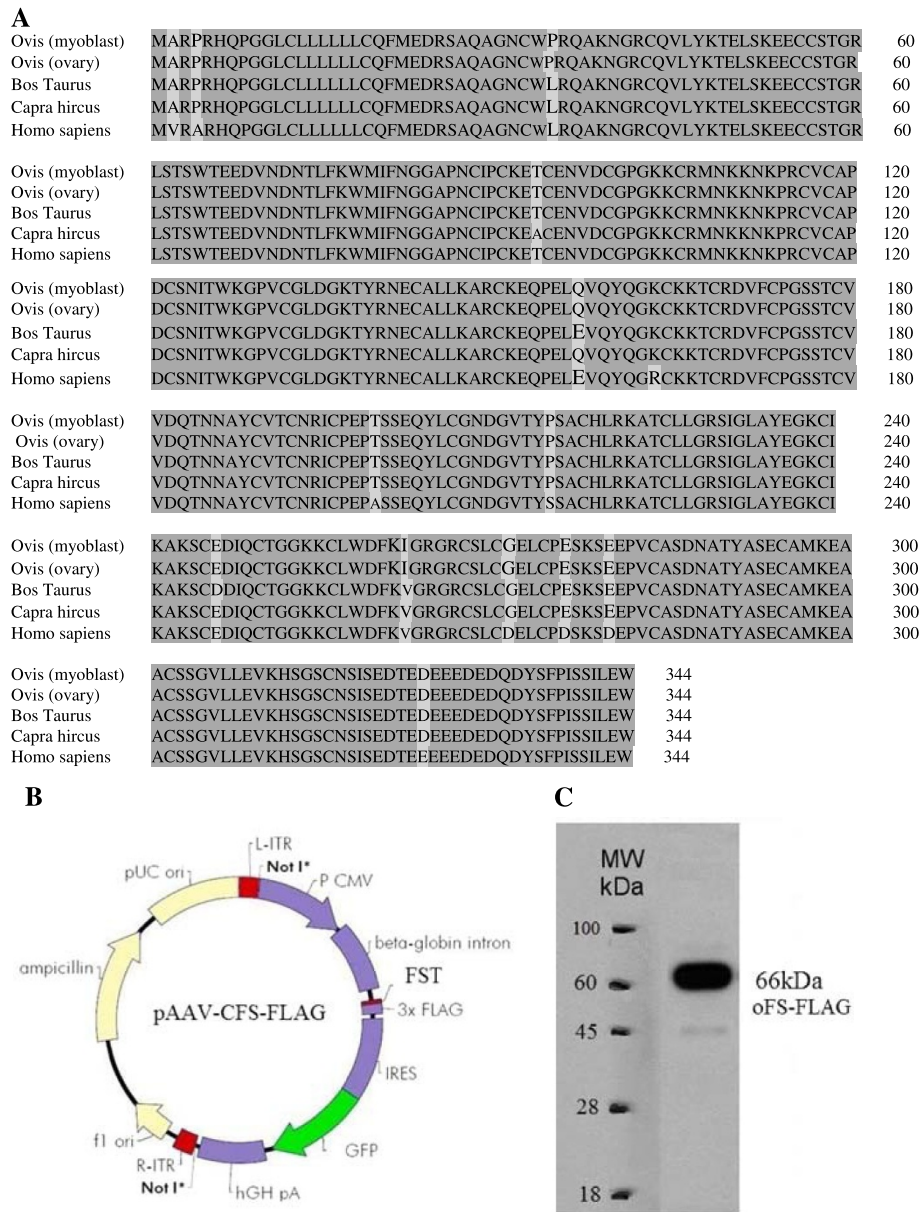 A
Ovis (myoblast) MARPRHQPGGLCLLLLLLCQFMEDRSAQAGNCWPRQAKNGRCQVLYKTELSKEECCSTGR 60
Ovis (ovary) MARPRHQPGGLCLLLLLLCQFMEDRSAQAGNCWPRQAKNGRCQVLYKTELSKEECCSTGR 60
Bos Taurus MARPRHQPGGLCLLLLLLCQFMEDRSAQAGNCWLRQAKNGRCQVLYKTELSKEECCSTGR 60
Capra hircus MARPRHQPGGLCLLLLLLCQFMEDRSAQAGNCWLRQAKNGRCQVLYKTELSKEECCSTGR 60
Homo sapiens MVRARHQPGGLCLLLLLLCQFMEDRSAQAGNCWLRQAKNGRCQVLYKTELSKEECCSTGR 60
Ovis (myoblast) LSTSWTEEDVNDNTLFKWMIFNGGAPNCIPCKETCENVDCGPGKKCRMNKKNKPRCVCAP 120
Ovis (ovary) LSTSWTEEDVNDNTLFKWMIFNGGAPNCIPCKETCENVDCGPGKKCRMNKKNKPRCVCAP 120
Bos Taurus LSTSWTEEDVNDNTLFKWMIFNGGAPNCIPCKETCENVDCGPGKKCRMNKKNKPRCVCAP 120
Capra hircus LSTSWTEEDVNDNTLFKWMIFNGGAPNCIPCKEACENVDCGPGKKCRMNKKNKPRCVCAP 120
Homo sapiens LSTSWTEEDVNDNTLFKWMIFNGGAPNCIPCKETCENVDCGPGKKCRMNKKNKPRCVCAP 120
Ovis (myoblast) DCSNITWKGPVCGLDGKTYRNECALLKARCKEQPELQVQYQGKCKKTCRDVFCPGSSTCV 180
Ovis (ovary) DCSNITWKGPVCGLDGKTYRNECALLKARCKEQPELQVQYQGKCKKTCRDVFCPGSSTCV 180
Bos Taurus DCSNITWKGPVCGLDGKTYRNECALLKARCKEQPELEVQYQGKCKKTCRDVFCPGSSTCV 180
Capra hircus DCSNITWKGPVCGLDGKTYRNECALLKARCKEQPELQVQYQGKCKKTCRDVFCPGSSTCV 180
Homo sapiens DCSNITWKGPVCGLDGKTYRNECALLKARCKEQPELEVQYQGRCKKTCRDVFCPGSSTCV 180
Ovis (myoblast) VDQTNNAYCVTCNRICPEPTSSEQYLCGNDGVTYPSACHLRKATCLLGRSIGLAYEGKCI 240
Ovis (ovary) VDQTNNAYCVTCNRICPEPTSSEQYLCGNDGVTYPSACHLRKATCLLGRSIGLAYEGKCI 240
Bos Taurus VDQTNNAYCVTCNRICPEPTSSEQYLCGNDGVTYPSACHLRKATCLLGRSIGLAYEGKCI 240
Capra hircus VDQTNNAYCVTCNRICPEPTSSEQYLCGNDGVTYPSACHLRKATCLLGRSIGLAYEGKCI 240
Homo sapiens VDQTNNAYCVTCNRICPEPASSEQYLCGNDGVTYSSACHLRKATCLLGRSIGLAYEGKCI 240
Ovis (myoblast) KAKSCEDIQCTGGKKCLWDFKIGRGRCSLCGELCPESKSEEPVCASDNATYASECAMKEA 300
Ovis (ovary) KAKSCEDIQCTGGKKCLWDFKIGRGRCSLCGELCPESKSEEPVCASDNATYASECAMKEA 300
Bos Taurus KAKSCDDIQCTGGKKCLWDFKVGRGRCSLCGELCPESKSEEPVCASDNATYASECAMKEA 300
Capra hircus KAKSCEDIQCTGGKKCLWDFKVGRGRCSLCGELCPESKSEEPVCASDNATYASECAMKEA 300
Homo sapiens KAKSCEDIQCTGGKKCLWDFKVGRGRCSLCDELCPDSKSDEPVCASDNATYASECAMKEA 300
Ovis (myoblast) ACSSGVLLEVKHSGSCNSISEDTEDEEEDEDQDYSFPISSILEW 344
Ovis (ovary) ACSSGVLLEVKHSGSCNSISEDTEDEEEDEDQDYSFPISSILEW 344
Bos Taurus ACSSGVLLEVKHSGSCNSISEDTEDEEEDEDQDYSFPISSILEW 344
Capra hircus ACSSGVLLEVKHSGSCNSISEDTEDEEEDEDQDYSFPISSILEW 344
Homo sapiens ACSSGVLLEVKHSGSCNSISEDTEEEEEDEDQDYSFPISSILEW 344
B
L-ITR
Not I*
pUC ori
P CMV
beta-globin intron
ampicillin
FST
pAAV-CFS-FLAG
3x FLAG
IRES
f1 ori
GFP
R-ITR
Not I*
hGH pA
C
MW
kDa
100
60
45
28
18
66kDa
oFS-FLAG